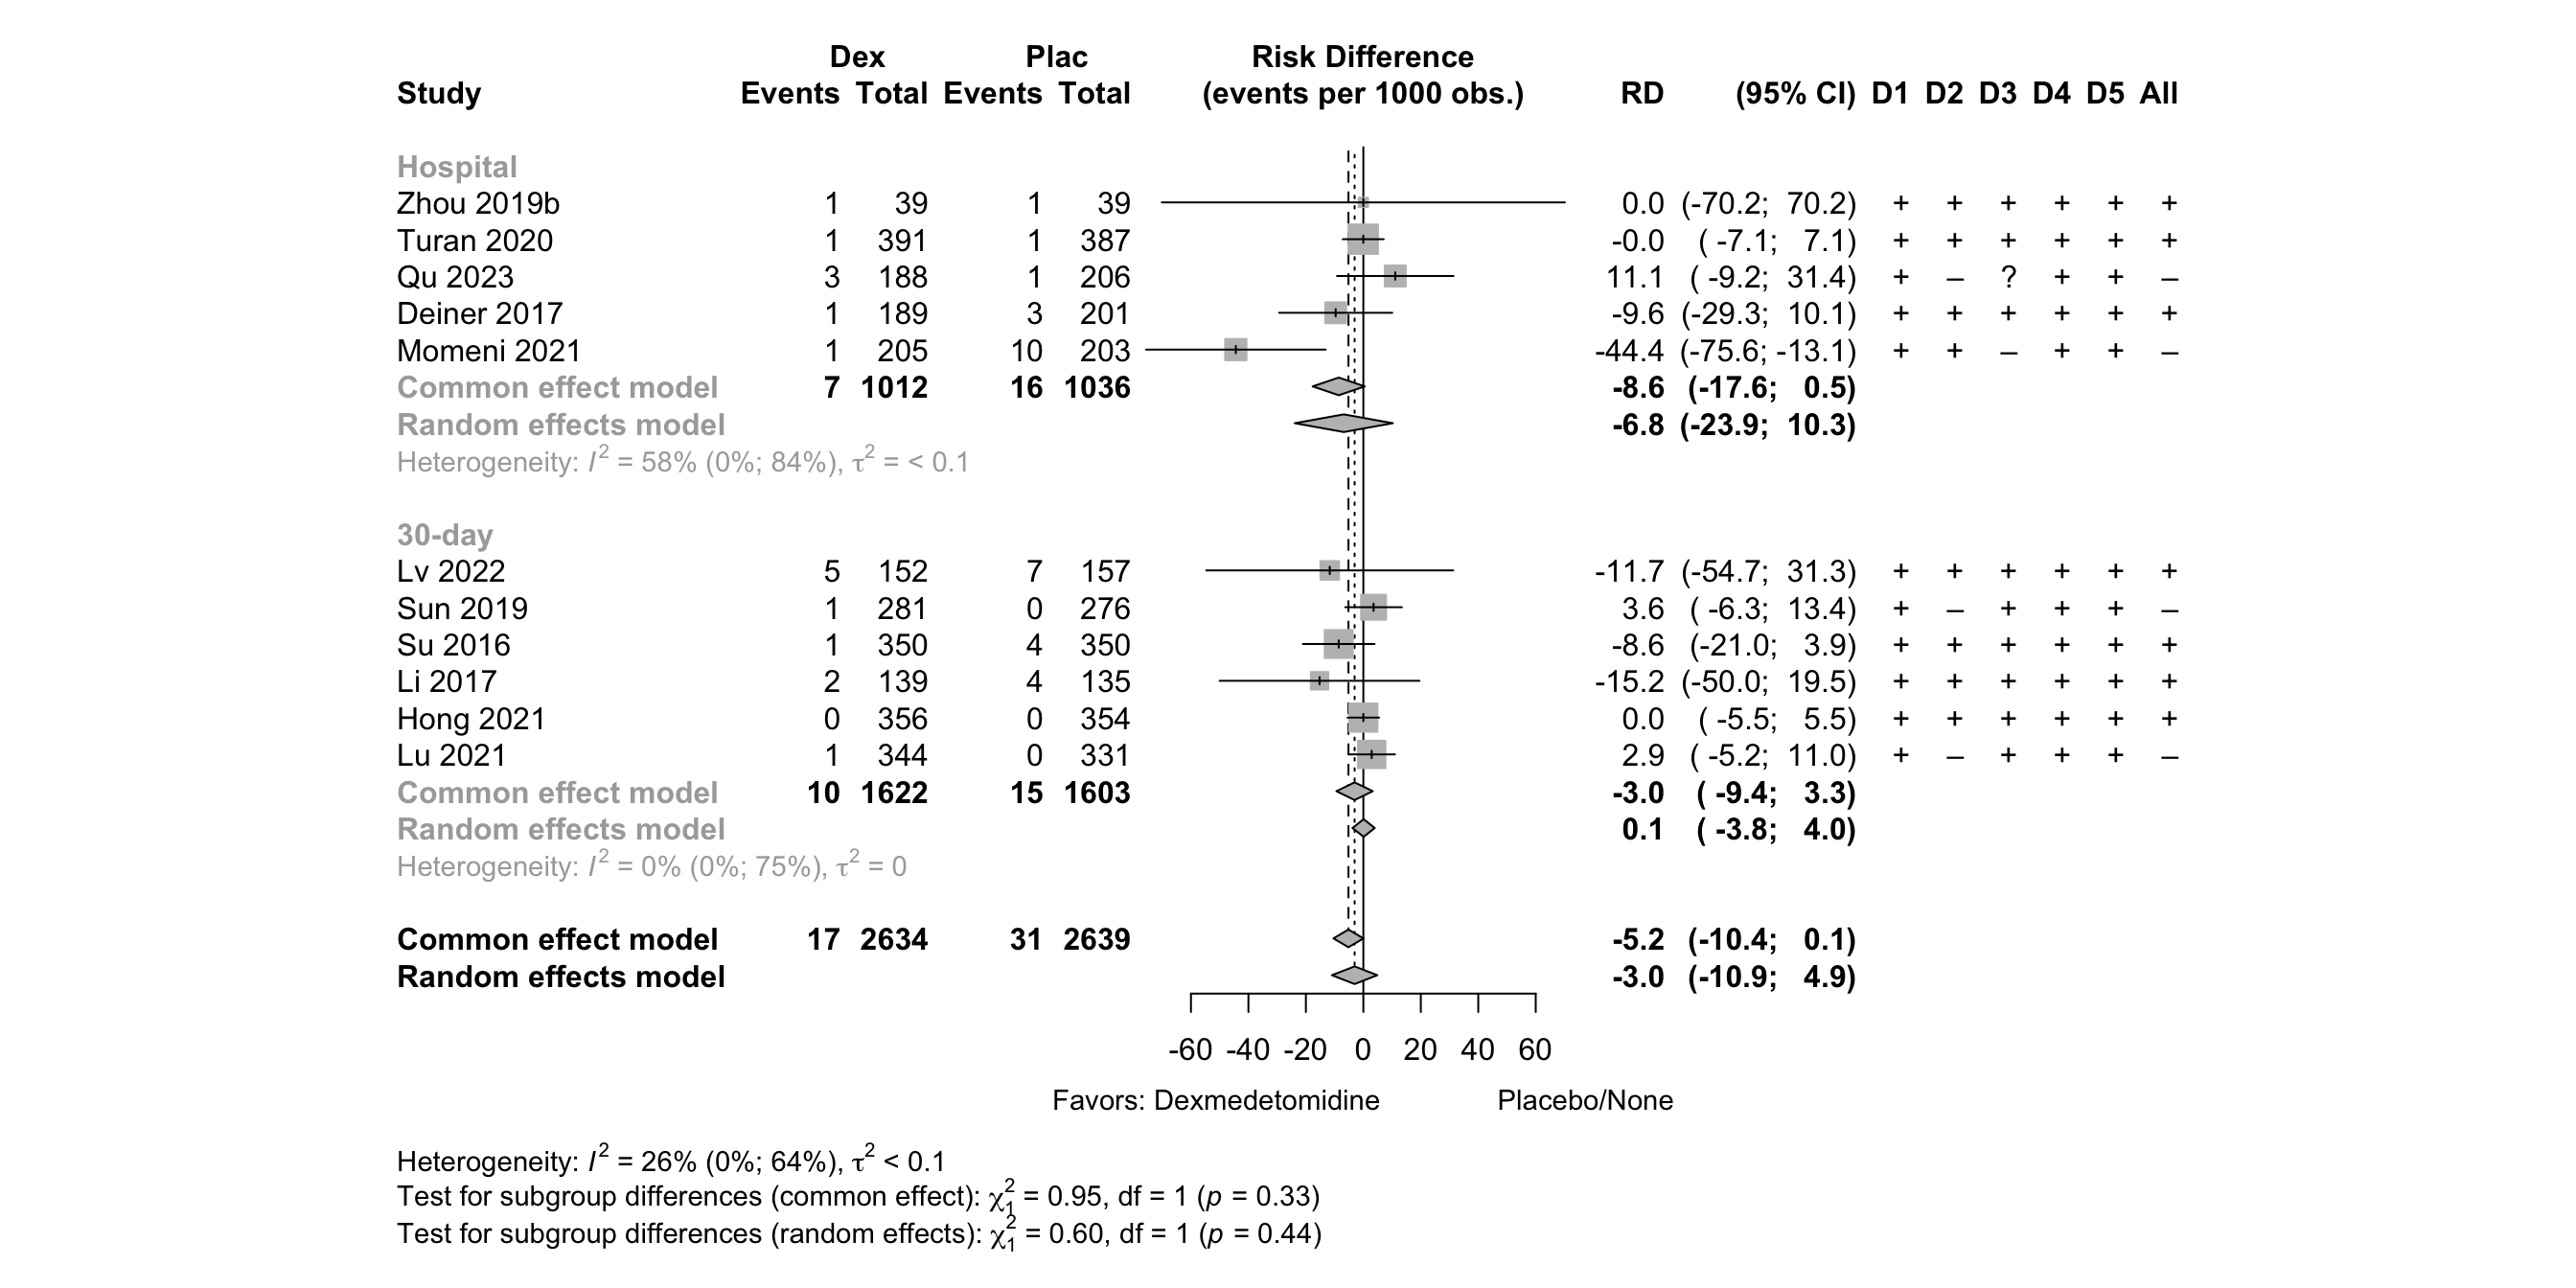 Dex Plac Risk Difference
Study Events Total Events Total (events per 1000 obs.) RD (95% CI) D1 D2 D3 D4 D5 All
Hospital
Zhou 2019b 1 39 1 39 0.0 (-70.2; 70.2) + + + + + +
Turan 2020 1 391 1 387 -0.0 ( -7.1; 7.1) + + + + + +
Qu 2023 3 188 1 206 11.1 ( -9.2; 31.4) + – ? + + –
Deiner 2017 1 189 3 201 -9.6 (-29.3; 10.1) + + + + + +
Momeni 2021 1 205 10 203 -44.4 (-75.6; -13.1) + + – + + –
Common effect model 7 1012 16 1036 -8.6 (-17.6; 0.5)
Random effects model -6.8 (-23.9; 10.3)
Heterogeneity: I² = 58% (0%; 84%), τ² = < 0.1
30-day
Lv 2022 5 152 7 157 -11.7 (-54.7; 31.3) + + + + + +
Sun 2019 1 281 0 276 3.6 ( -6.3; 13.4) + – + + + –
Su 2016 1 350 4 350 -8.6 (-21.0; 3.9) + + + + + +
Li 2017 2 139 4 135 -15.2 (-50.0; 19.5) + + + + + +
Hong 2021 0 356 0 354 0.0 ( -5.5; 5.5) + + + + + +
Lu 2021 1 344 0 331 2.9 ( -5.2; 11.0) + – + + + –
Common effect model 10 1622 15 1603 -3.0 ( -9.4; 3.3)
Random effects model 0.1 ( -3.8; 4.0)
Heterogeneity: I² = 0% (0%; 75%), τ² = 0
Common effect model 17 2634 31 2639 -5.2 (-10.4; 0.1)
Random effects model -3.0 (-10.9; 4.9)
-60 -40 -20 0 20 40 60
Favors: Dexmedetomidine Placebo/None
Heterogeneity: I² = 26% (0%; 64%), τ² < 0.1
Test for subgroup differences (common effect): χ²₁ = 0.95, df = 1 (p = 0.33)
Test for subgroup differences (random effects): χ²₁ = 0.60, df = 1 (p = 0.44)